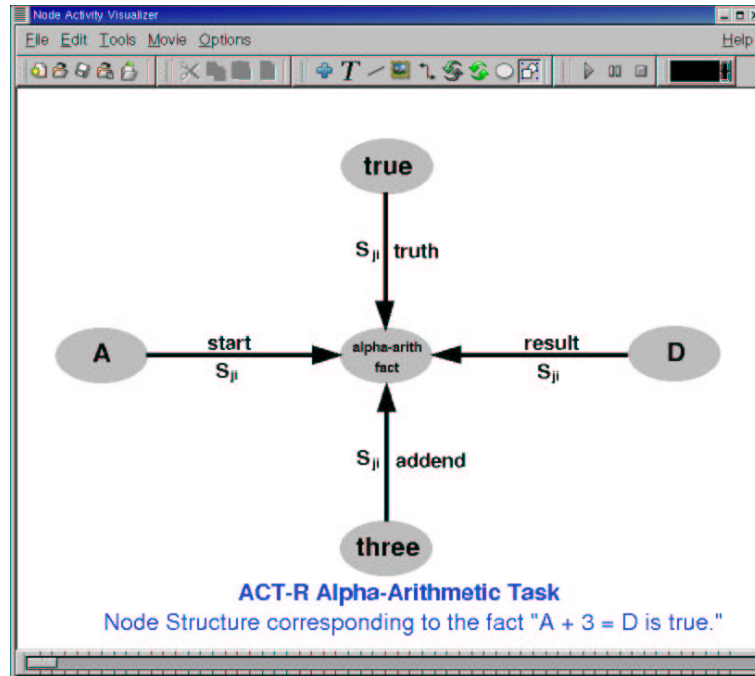 Node Activity Visualizer
File Edit Tools Movie Options Help
T
true
Sji truth
A
start
Sji
alpha-arith
fact
result
Sji
D
Sji addend
three
ACT-R Alpha-Arithmetic Task
Node Structure corresponding to the fact "A + 3 = D is true."